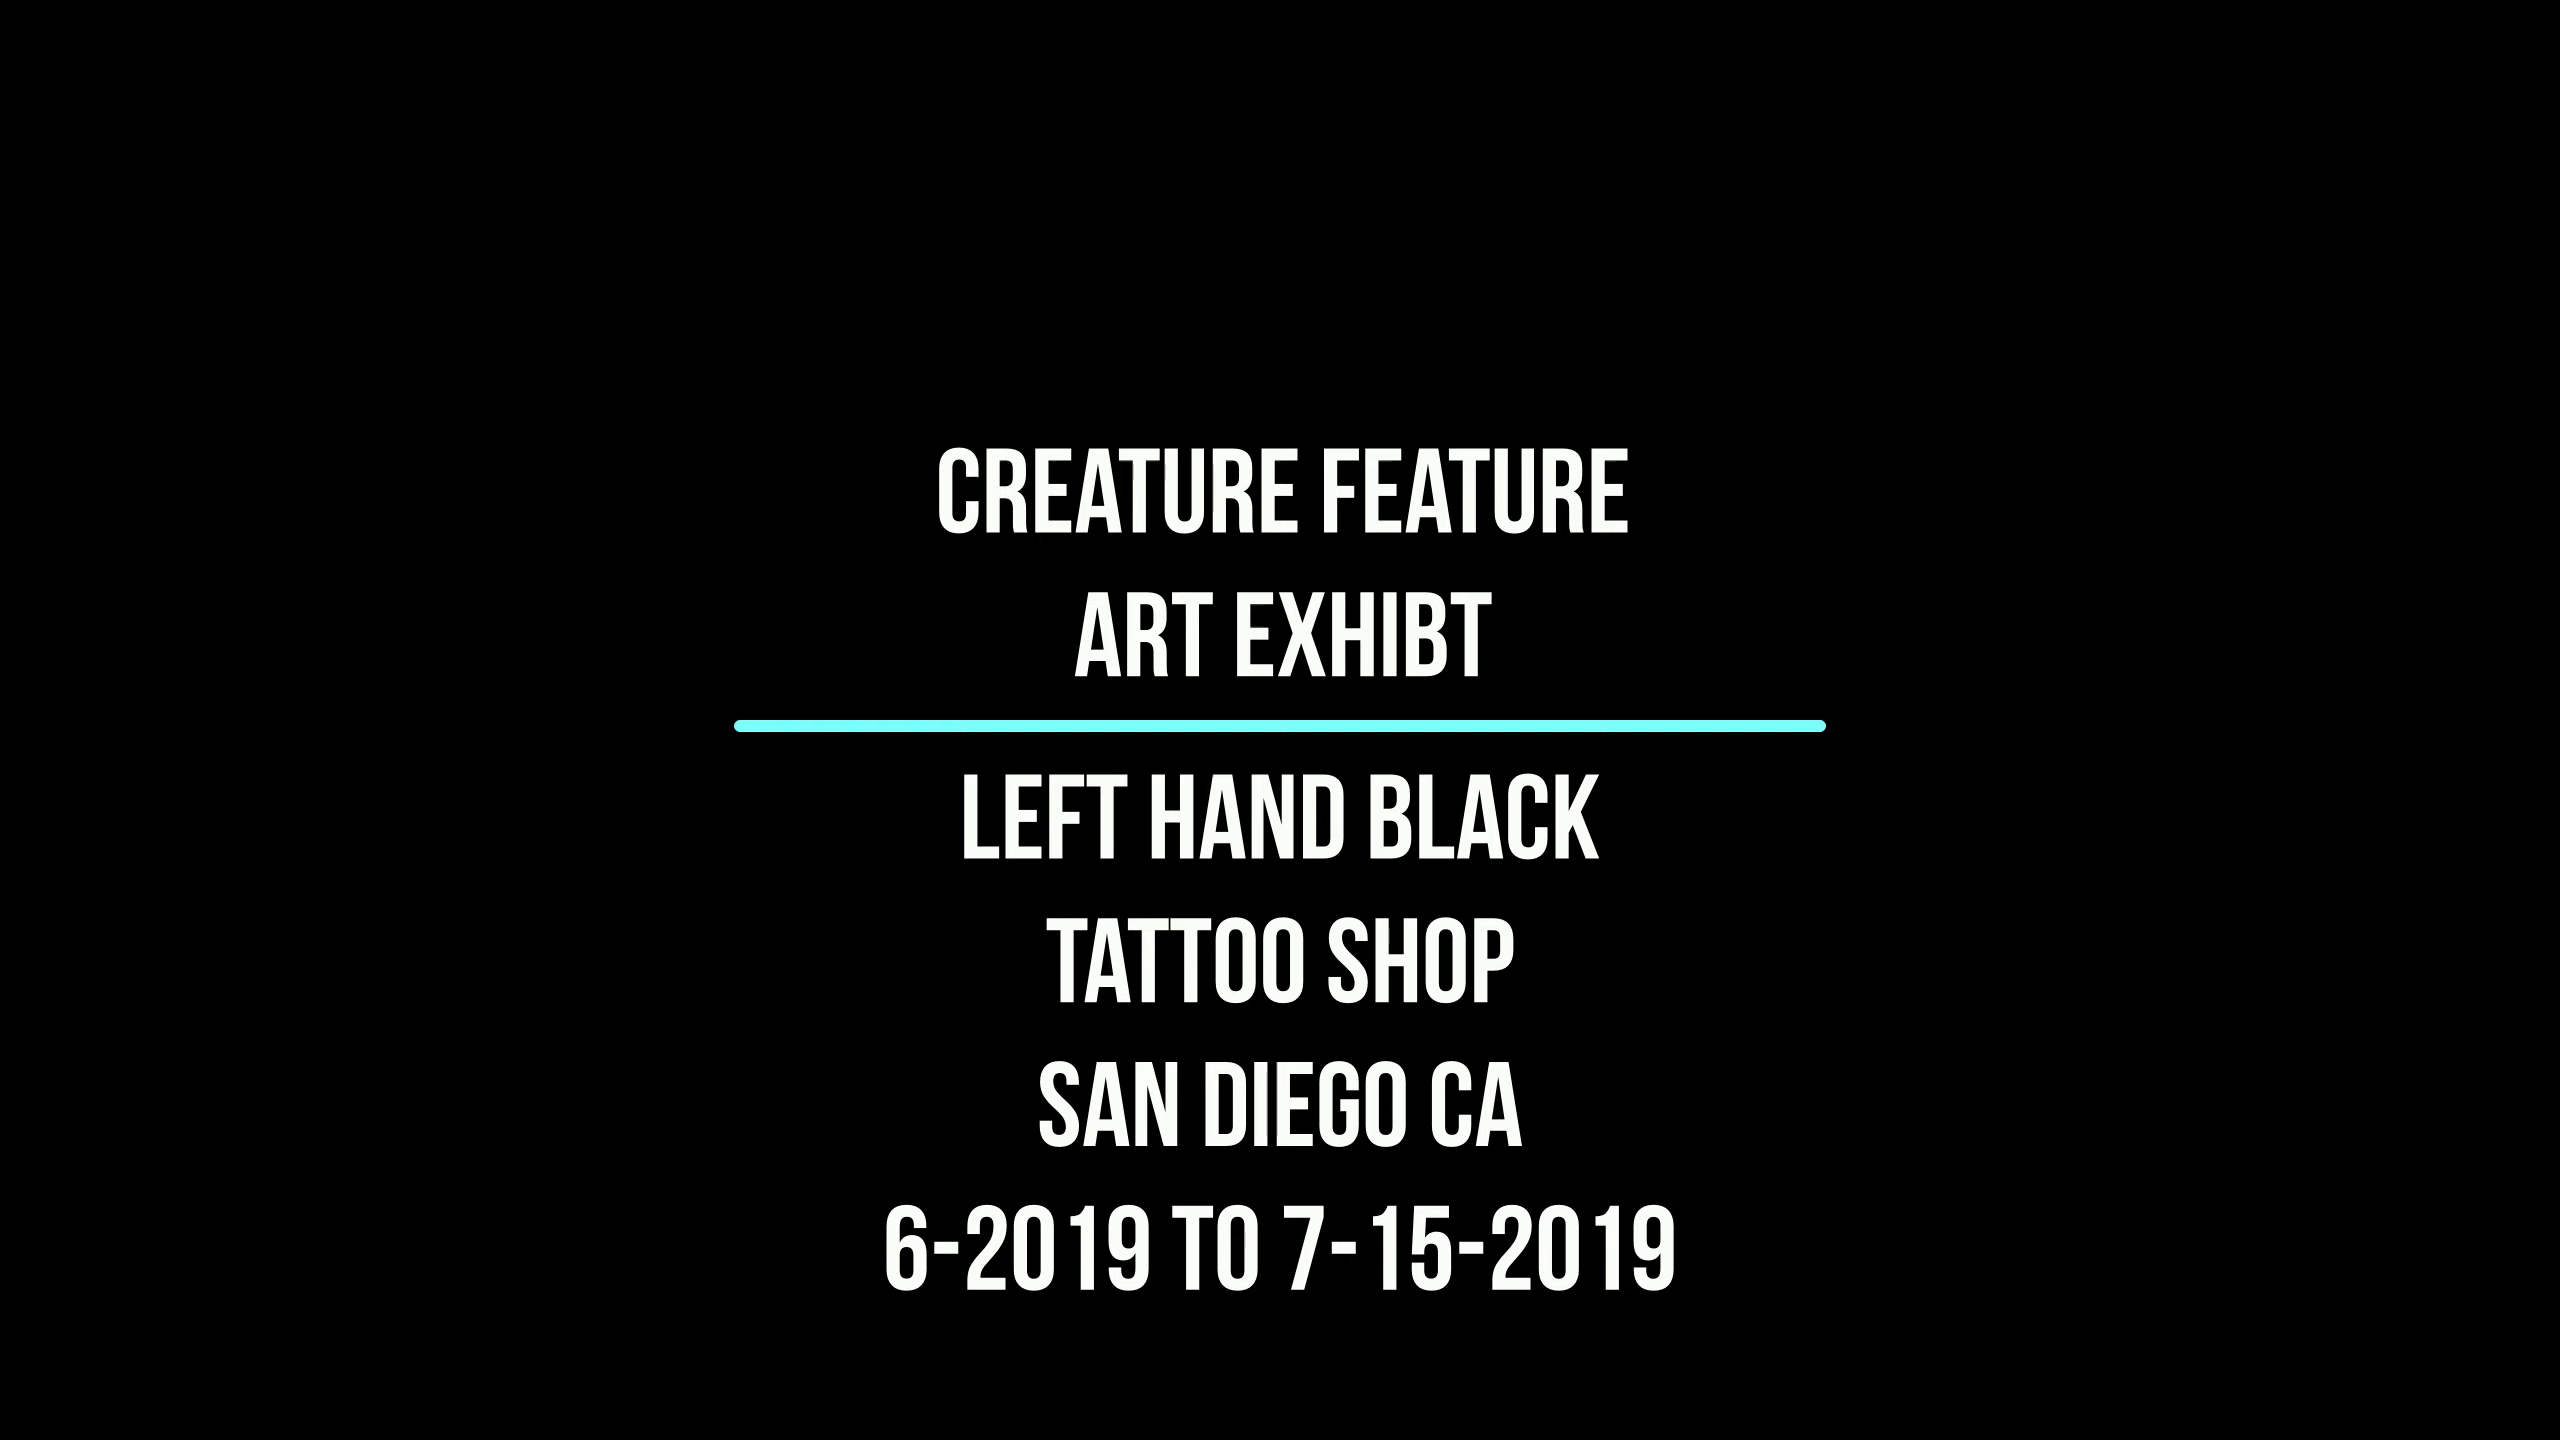 CREATURE FEATURE
ART EXHIBT
LEFT HAND BLACK
TATTOO SHOP
SAN DIEGO CA
6-2019 TO 7-15-2019